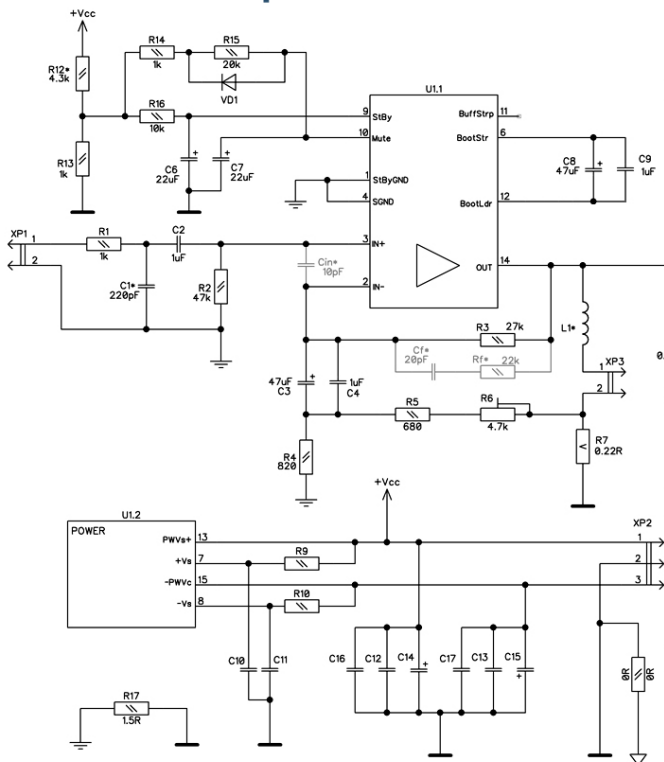 +Vcc
R12*
4.3k
R14
1k
R15
20k
VD1
R16
10k
R13
1k
C6
22uF
C7
22uF
U1.1
9 StBy
10 Mute
1 StByGND
4 SGND
3 IN+
2 IN-
BuffStrp 11
BootStr 6
BootLdr 12
OUT 14
C8
47uF
C9
1uF
XP1
1
2
R1
1k
C2
1uF
C1*
220pF
R2
47k
Cin*
10pF
R3 27k
Cf*
20pF
Rf* 22k
L1*
XP3
1
2
0.
47uF
C3
1uF
C4
R5
680
R6
4.7k
R7
0.22R
R4
820
+Vcc
U1.2
POWER
PWVs+ 13
+Vs 7
-PWVc 15
-Vs 8
R9
R10
XP2
1
2
3
C10
C11
C16
C12
C14
C17
C13
C15
0R
0R
R17
1.5R